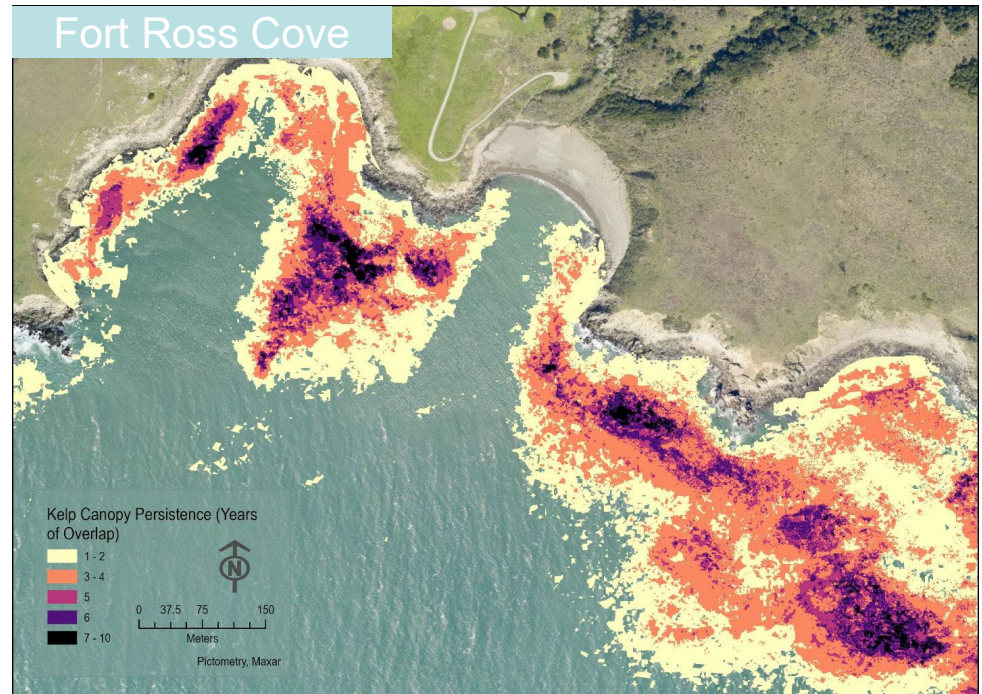 Fort Ross Cove
Kelp Canopy Persistence (Years
of Overlap)
1 - 2
3 - 4
5
6
7 - 10
N
0 37.5 75 150
Meters
Pictometry, Maxar